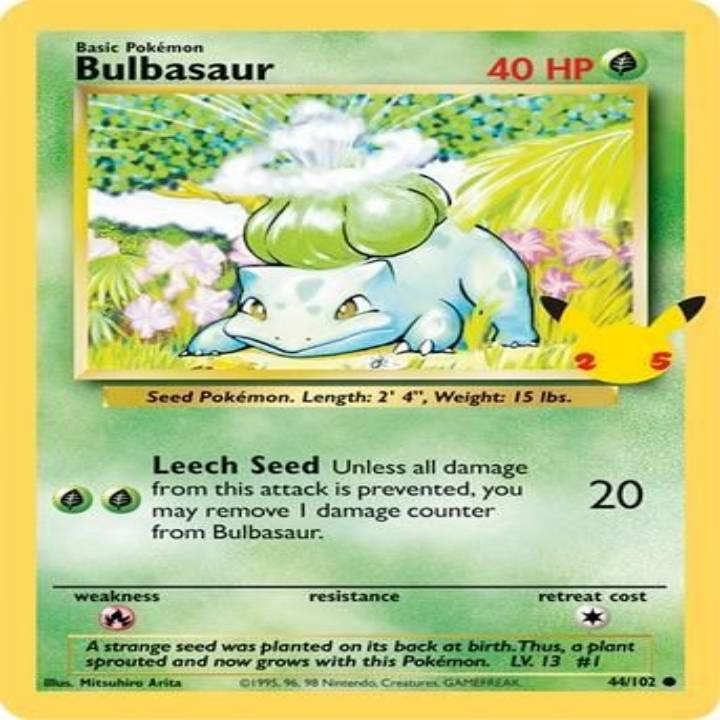 Basic Pokémon
Bulbasaur 40 HP
2 5
Seed Pokémon. Length: 2' 4", Weight: 15 lbs.
Leech Seed Unless all damage
from this attack is prevented, you
may remove 1 damage counter
from Bulbasaur.
20
weakness resistance retreat cost
A strange seed was planted on its back at birth. Thus, a plant
sprouted and now grows with this Pokémon. LV. 13 #1
Illus. Mitsuhiro Arita ©1995, 96, 98 Nintendo, Creatures, GAMEFREAK. 44/102